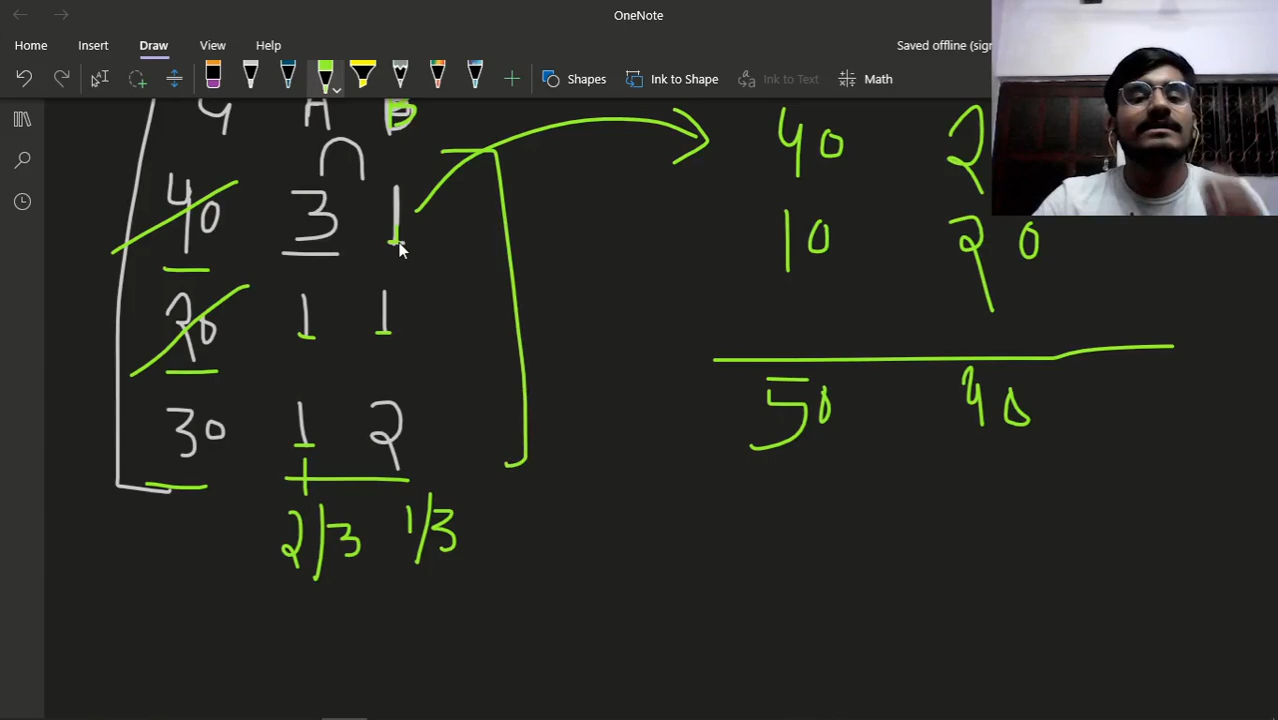 OneNote
Home Insert Draw View Help
Saved offline (sig
Shapes Ink to Shape Ink to Text Math
4 A B
40 3 1
20 1 1
30 1 2
2/3 1/3
40 2
10 20
50 40